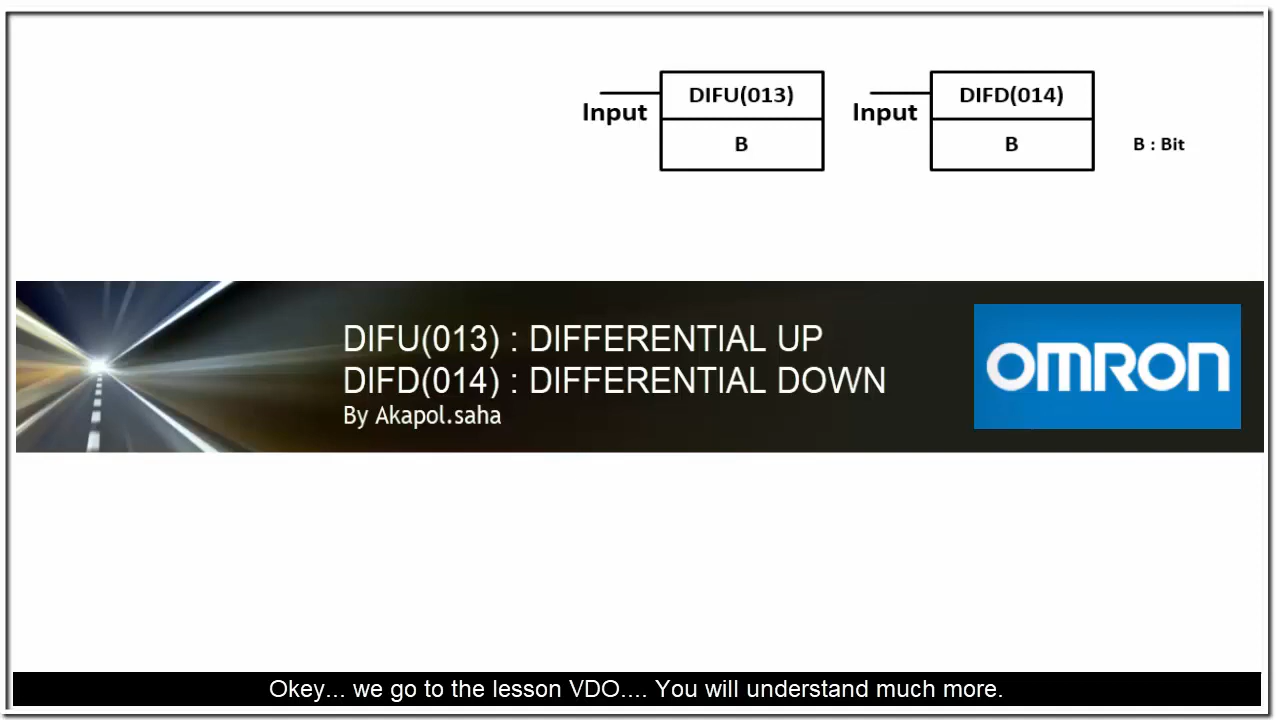 DIFU(013) DIFD(014)
Input Input
B B B : Bit
DIFU(013) : DIFFERENTIAL UP
DIFD(014) : DIFFERENTIAL DOWN
By Akapol.saha
OMRON
Okey... we go to the lesson VDO.... You will understand much more.